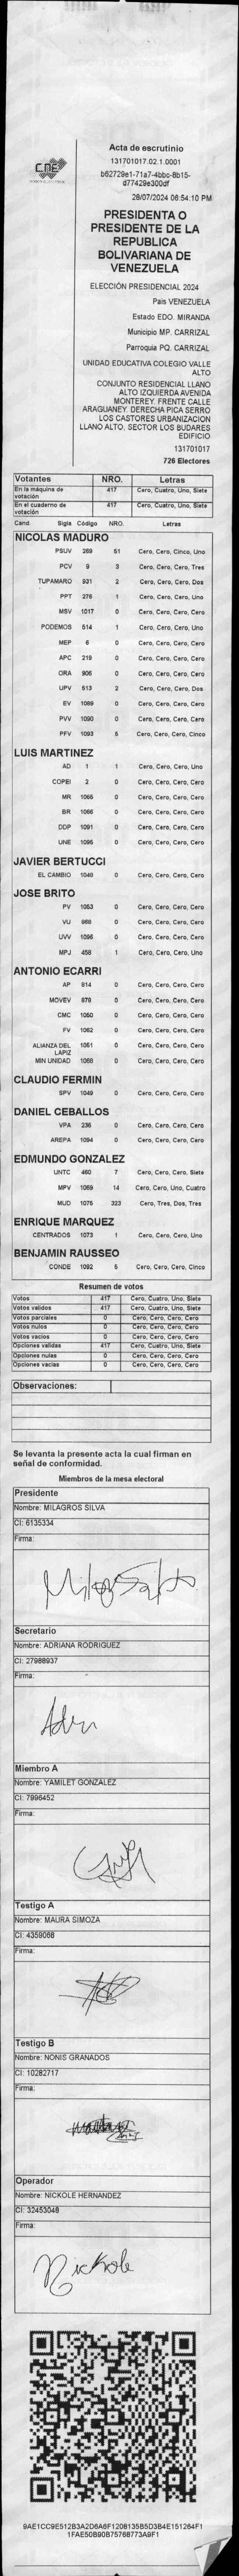 CNE
Acta de escrutinio
131701017.02.1.0001
b62729e1-71a7-4bbc-8b15-
d77429e300df
28/07/2024 06:54:10 PM
PRESIDENTA O
PRESIDENTE DE LA
REPUBLICA
BOLIVARIANA DE
VENEZUELA
ELECCIÓN PRESIDENCIAL 2024
Pais VENEZUELA
Estado EDO. MIRANDA
Municipio MP. CARRIZAL
Parroquia PQ. CARRIZAL
UNIDAD EDUCATIVA COLEGIO VALLE
ALTO
CONJUNTO RESIDENCIAL LLANO
ALTO IZQUIERDA AVENIDA
MONTEREY. FRENTE CALLE
ARAGUANEY. DERECHA PICA SERRO
LOS CASTORES URBANIZACION
LLANO ALTO. SECTOR LOS BUDARES
EDIFICIO
131701017
726 Electores
Votantes NRO. Letras
En la máquina de votación 417 Cero, Cuatro, Uno, Siete
En el cuaderno de votación 417 Cero, Cuatro, Uno, Siete
Cand Sigla Código NRO. Letras
NICOLAS MADURO
PSUV 269 51 Cero, Cero, Cinco, Uno
PCV 9 3 Cero, Cero, Cero, Tres
TUPAMARO 931 2 Cero, Cero, Cero, Dos
PPT 276 1 Cero, Cero, Cero, Uno
MSV 1017 0 Cero, Cero, Cero, Cero
PODEMOS 514 1 Cero, Cero, Cero, Uno
MEP 6 0 Cero, Cero, Cero, Cero
APC 219 0 Cero, Cero, Cero, Cero
ORA 906 0 Cero, Cero, Cero, Cero
UPV 513 2 Cero, Cero, Cero, Dos
EV 1089 0 Cero, Cero, Cero, Cero
PVV 1090 0 Cero, Cero, Cero, Cero
PFV 1093 5 Cero, Cero, Cero, Cinco
LUIS MARTINEZ
AD 1 1 Cero, Cero, Cero, Uno
COPEI 2 0 Cero, Cero, Cero, Cero
MR 1065 0 Cero, Cero, Cero, Cero
BR 1066 0 Cero, Cero, Cero, Cero
DDP 1091 0 Cero, Cero, Cero, Cero
UNE 1095 0 Cero, Cero, Cero, Cero
JAVIER BERTUCCI
EL CAMBIO 1048 0 Cero, Cero, Cero, Cero
JOSE BRITO
PV 1053 0 Cero, Cero, Cero, Cero
VU 868 0 Cero, Cero, Cero, Cero
UVV 1096 0 Cero, Cero, Cero, Cero
MPJ 458 1 Cero, Cero, Cero, Uno
ANTONIO ECARRI
AP 914 0 Cero, Cero, Cero, Cero
MOVEV 978 0 Cero, Cero, Cero, Cero
CMC 1050 0 Cero, Cero, Cero, Cero
FV 1062 0 Cero, Cero, Cero, Cero
ALIANZA DEL LAPIZ 1051 0 Cero, Cero, Cero, Cero
MIN UNIDAD 1068 0 Cero, Cero, Cero, Cero
CLAUDIO FERMIN
SPV 1049 0 Cero, Cero, Cero, Cero
DANIEL CEBALLOS
VPA 236 0 Cero, Cero, Cero, Cero
AREPA 1094 0 Cero, Cero, Cero, Cero
EDMUNDO GONZALEZ
UNTC 460 7 Cero, Cero, Cero, Siete
MPV 1069 14 Cero, Cero, Uno, Cuatro
MUD 1075 323 Cero, Tres, Dos, Tres
ENRIQUE MARQUEZ
CENTRADOS 1073 1 Cero, Cero, Cero, Uno
BENJAMIN RAUSSEO
CONDE 1092 5 Cero, Cero, Cero, Cinco
Resumen de votos
Votos 417 Cero, Cuatro, Uno, Siete
Votos validos 417 Cero, Cuatro, Uno, Siete
Votos parciales 0 Cero, Cero, Cero, Cero
Votos nulos 0 Cero, Cero, Cero, Cero
Votos vacios 0 Cero, Cero, Cero, Cero
Opciones validas 417 Cero, Cuatro, Uno, Siete
Opciones nulas 0 Cero, Cero, Cero, Cero
Opciones vacias 0 Cero, Cero, Cero, Cero
Observaciones:
Se levanta la presente acta la cual firman en
señal de conformidad.
Miembros de la mesa electoral
Presidente
Nombre: MILAGROS SILVA
CI: 6135334
Firma:
Secretario
Nombre: ADRIANA RODRIGUEZ
CI: 27988937
Firma:
Miembro A
Nombre: YAMILET GONZALEZ
CI: 7996452
Firma:
Testigo A
Nombre: MAURA SIMOZA
CI: 4359068
Firma:
Testigo B
Nombre: NONIS GRANADOS
CI: 10282717
Firma:
Operador
Nombre: NICKOLE HERNANDEZ
CI: 32453048
Firma:
Nickole
9AE1CC9E512B3A2D6A6F1208135B5D3B4E151264F1
1FAE50B90B75768773A9F1